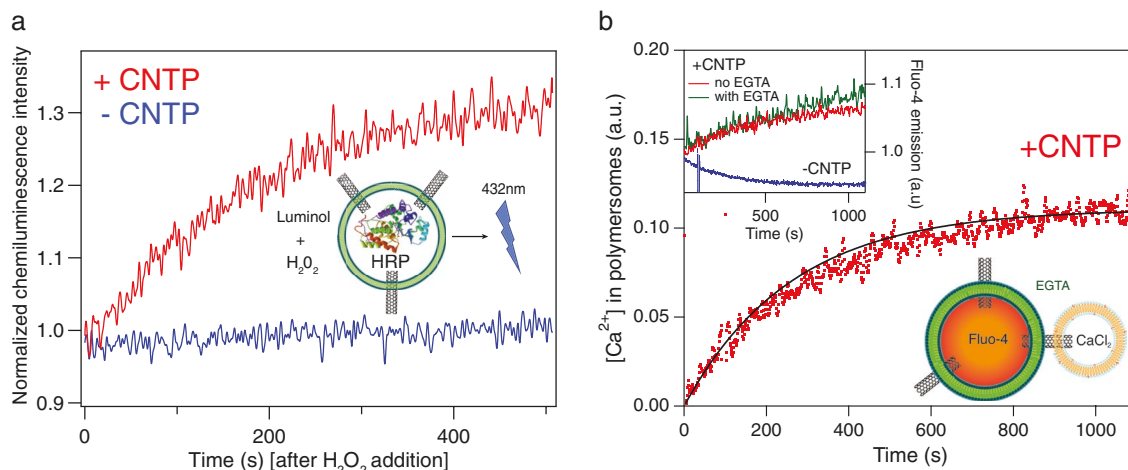 a
Normalized chemiluminescence intensity
+ CNTP
- CNTP
1.3
1.2
1.1
1.0
0.9
0
200
400
Time (s) [after H₂O₂ addition]
Luminol
+
H₂0₂
HRP
432nm
b
[Ca²⁺] in polymersomes (a.u.)
0.20
0.15
0.10
0.05
0.00
0
200
400
600
800
1000
Time (s)
+CNTP
no EGTA
with EGTA
-CNTP
1.10
1.0
Fluo-4 emission (a.u)
500
1000
Time (s)
+CNTP
EGTA
Fluo-4
CaCl₂